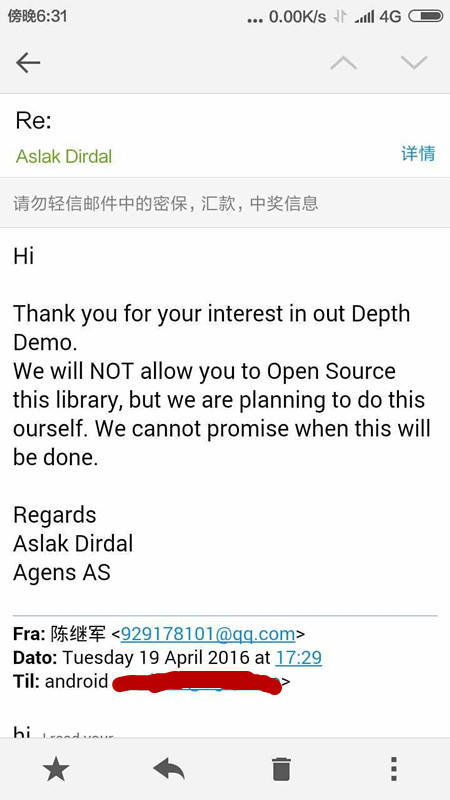 傍晚6:31
... 0.00K/s 4G
Re:
Aslak Dirdal
详情
请勿轻信邮件中的密保，汇款，中奖信息
Hi
Thank you for your interest in out Depth
Demo.
We will NOT allow you to Open Source
this library, but we are planning to do this
ourself. We cannot promise when this will
be done.
Regards
Aslak Dirdal
Agens AS
Fra: 陈继军 <929178101@qq.com>
Dato: Tuesday 19 April 2016 at 17:29
Til: android >
hi, I read your